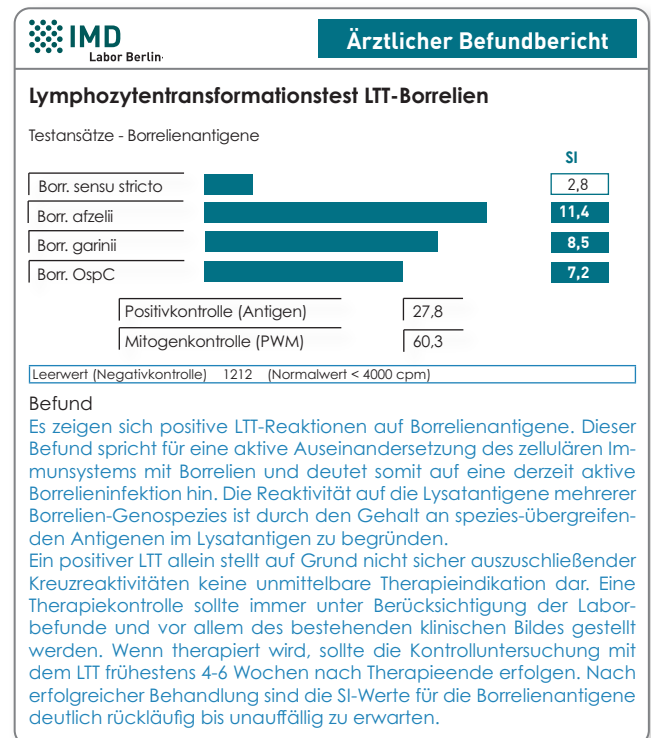 IMD
Labor Berlin
Ärztlicher Befundbericht
Lymphozytentransformationstest LTT-Borrelien
Testansätze - Borrelienantigene
SI
Borr. sensu stricto 2,8
Borr. afzelii 11,4
Borr. garinii 8,5
Borr. OspC 7,2
Positivkontrolle (Antigen) 27,8
Mitogenkontrolle (PWM) 60,3
Leerwert (Negativkontrolle) 1212 (Normalwert < 4000 cpm)
Befund
Es zeigen sich positive LTT-Reaktionen auf Borrelienantigene. Dieser
Befund spricht für eine aktive Auseinandersetzung des zellulären Im-
munsystems mit Borrelien und deutet somit auf eine derzeit aktive
Borrelieninfektion hin. Die Reaktivität auf die Lysatantigene mehrerer
Borrelien-Genospezies ist durch den Gehalt an spezies-übergreifen-
den Antigenen im Lysatantigen zu begründen.
Ein positiver LTT allein stellt auf Grund nicht sicher auszuschließender
Kreuzreaktivitäten keine unmittelbare Therapieindikation dar. Eine
Therapiekontrolle sollte immer unter Berücksichtigung der Labor-
befunde und vor allem des bestehenden klinischen Bildes gestellt
werden. Wenn therapiert wird, sollte die Kontrolluntersuchung mit
dem LTT frühestens 4-6 Wochen nach Therapieende erfolgen. Nach
erfolgreicher Behandlung sind die SI-Werte für die Borrelienantigene
deutlich rückläufig bis unauffällig zu erwarten.